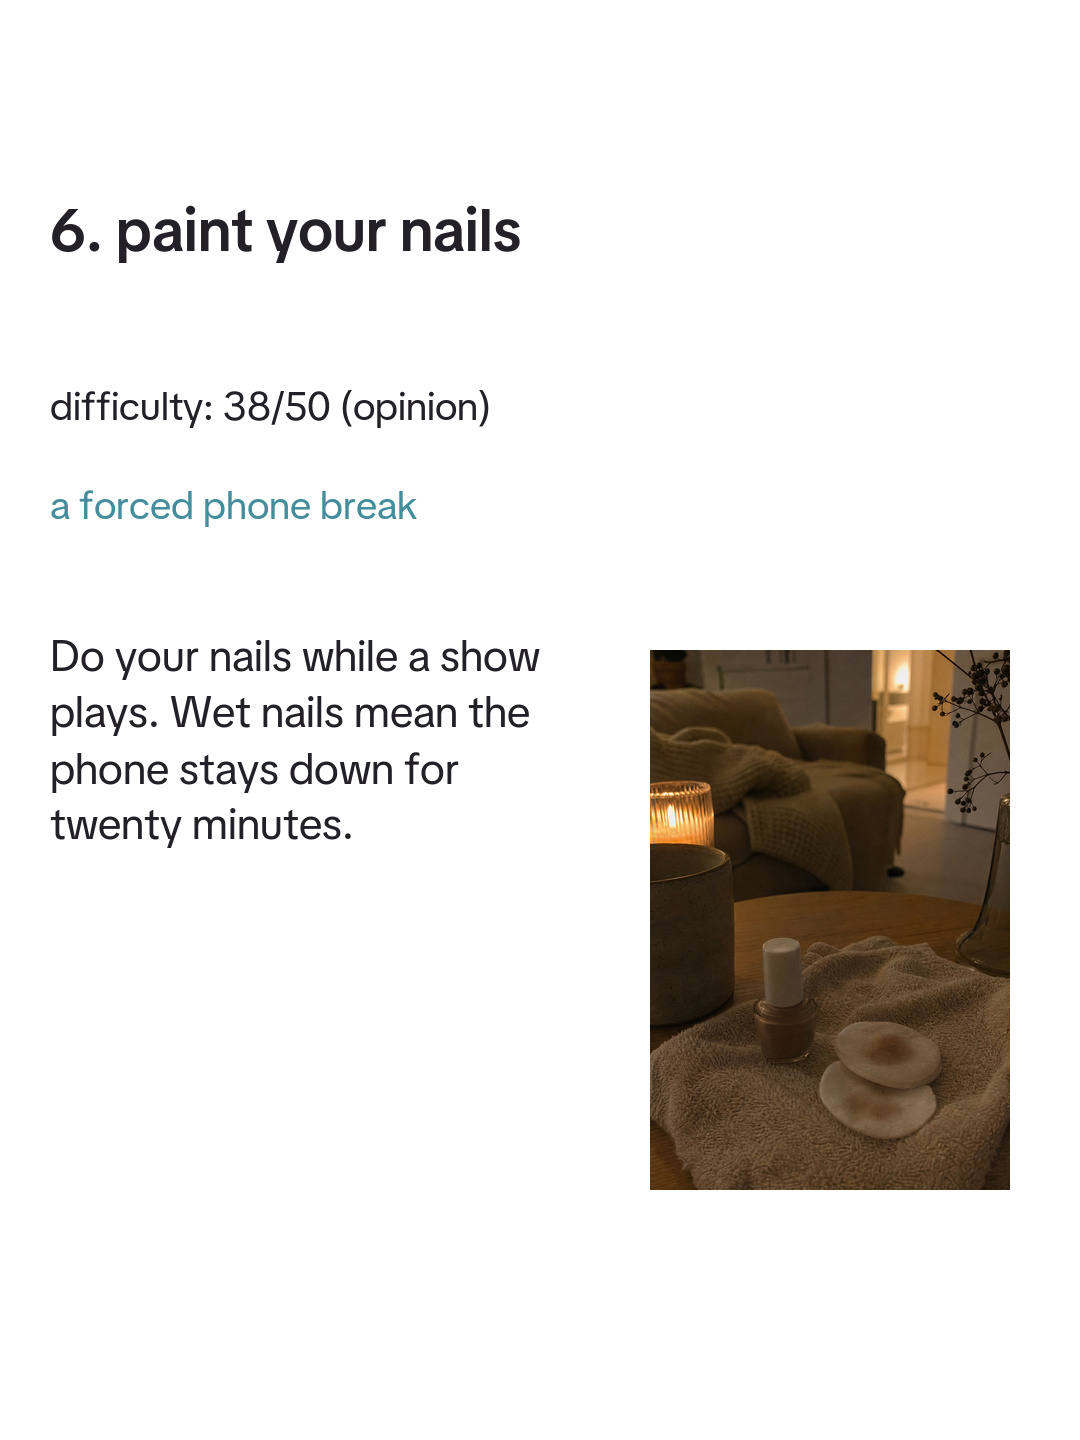 6. paint your nails
difficulty: 38/50 (opinion)
a forced phone break
Do your nails while a show
plays. Wet nails mean the
phone stays down for
twenty minutes.